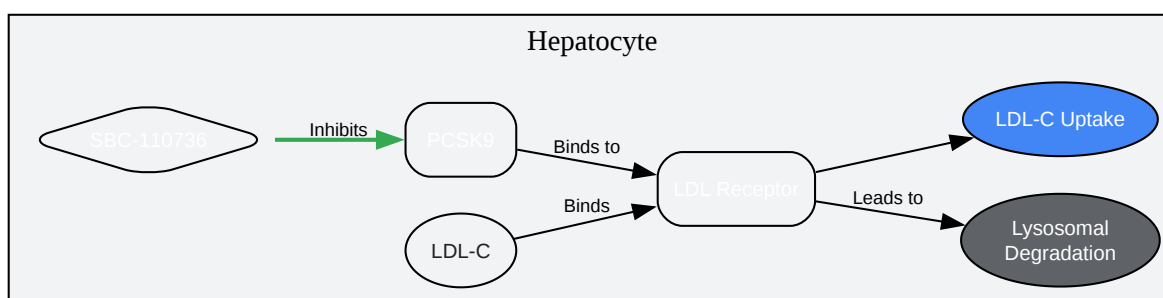 Hepatocyte
SBC-110736
Inhibits
PCSK9
Binds to
LDL-C
Binds
LDL Receptor
LDL-C Uptake
Leads to
Lysosomal
Degradation